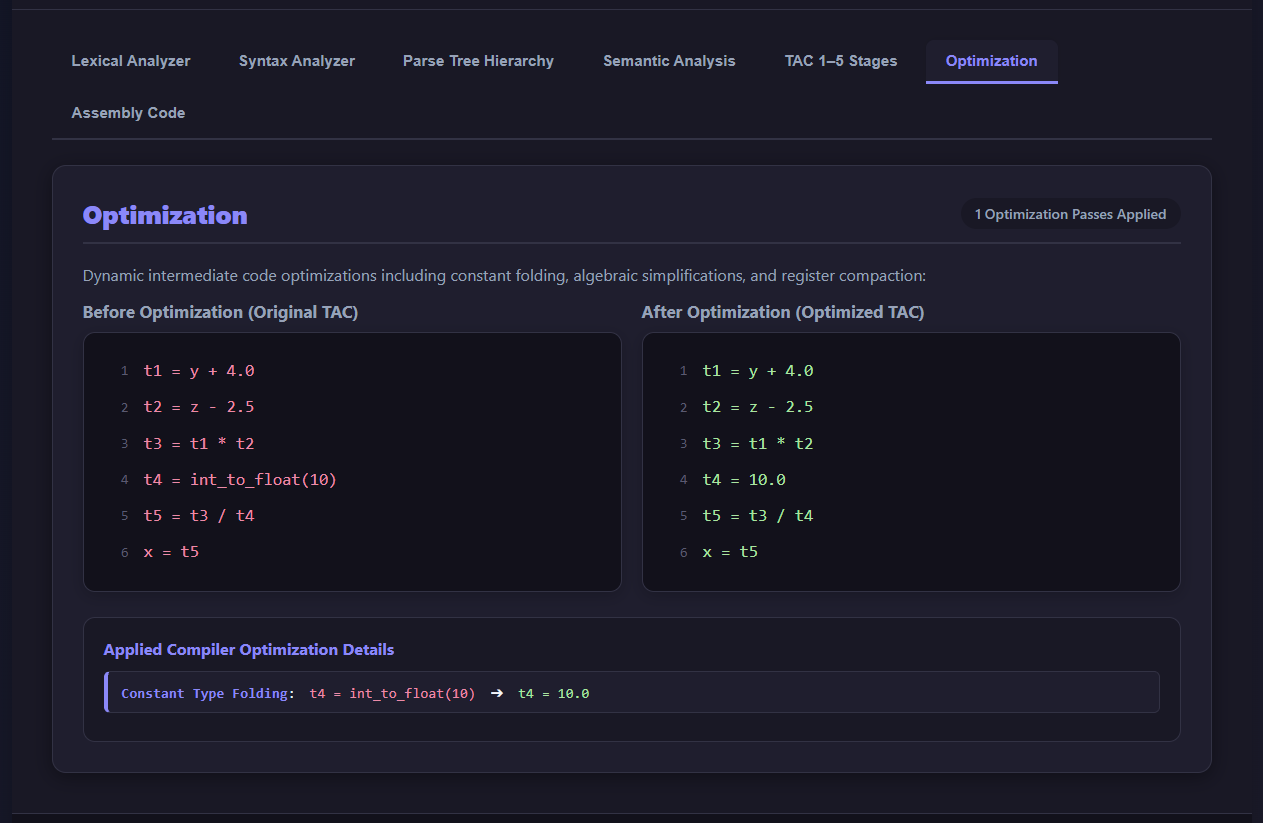 Lexical Analyzer Syntax Analyzer Parse Tree Hierarchy Semantic Analysis TAC 1–5 Stages Optimization
Assembly Code
Optimization
1 Optimization Passes Applied
Dynamic intermediate code optimizations including constant folding, algebraic simplifications, and register compaction:
Before Optimization (Original TAC)
1 t1 = y + 4.0
2 t2 = z - 2.5
3 t3 = t1 * t2
4 t4 = int_to_float(10)
5 t5 = t3 / t4
6 x = t5
After Optimization (Optimized TAC)
1 t1 = y + 4.0
2 t2 = z - 2.5
3 t3 = t1 * t2
4 t4 = 10.0
5 t5 = t3 / t4
6 x = t5
Applied Compiler Optimization Details
Constant Type Folding: t4 = int_to_float(10) ➔ t4 = 10.0